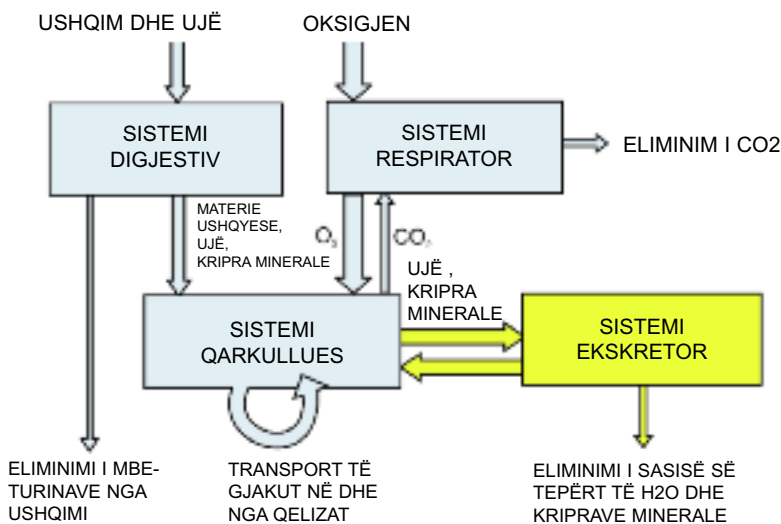 USHQIM DHE UJË
OKSIGJEN
SISTEMI
DIGJESTIV
SISTEMI
RESPIRATOR
ELIMINIM I CO2
MATERIE
USHQYESE,
UJË,
KRIPRA MINERALE
O₂
CO₂
UJË ,
KRIPRA
MINERALE
SISTEMI
QARKULLUES
SISTEMI
EKSKRETOR
ELIMINIMI I MBE-
TURINAVE NGA
USHQIMI
TRANSPORT TË
GJAKUT NË DHE
NGA QELIZAT
ELIMINIMI I SASISË SË
TEPËRT TË H2O DHE
KRIPRAVE MINERALE